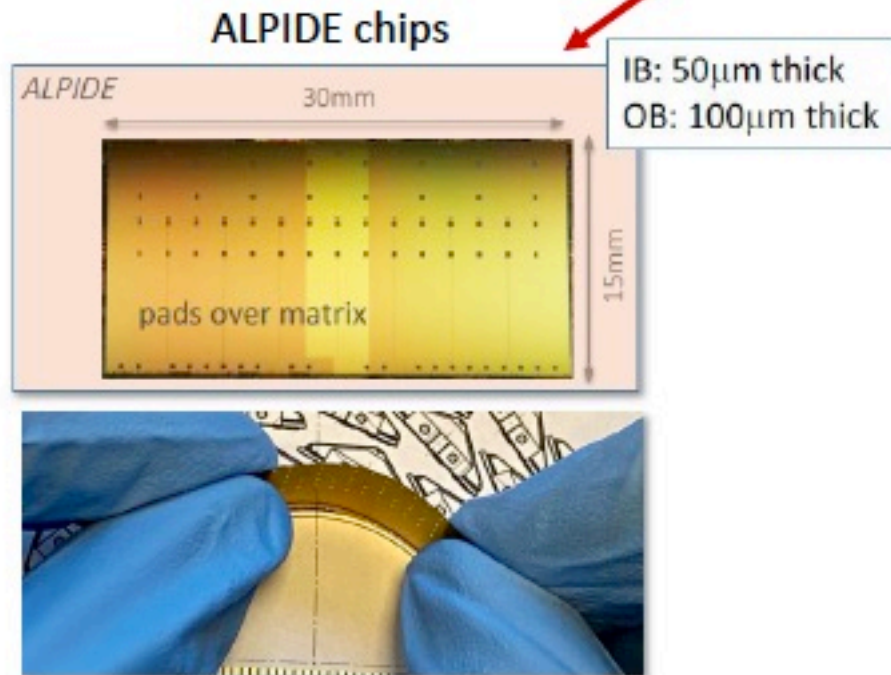 ALPIDE chips
IB: 50μm thick
OB: 100μm thick
ALPIDE
30mm
15mm
pads over matrix